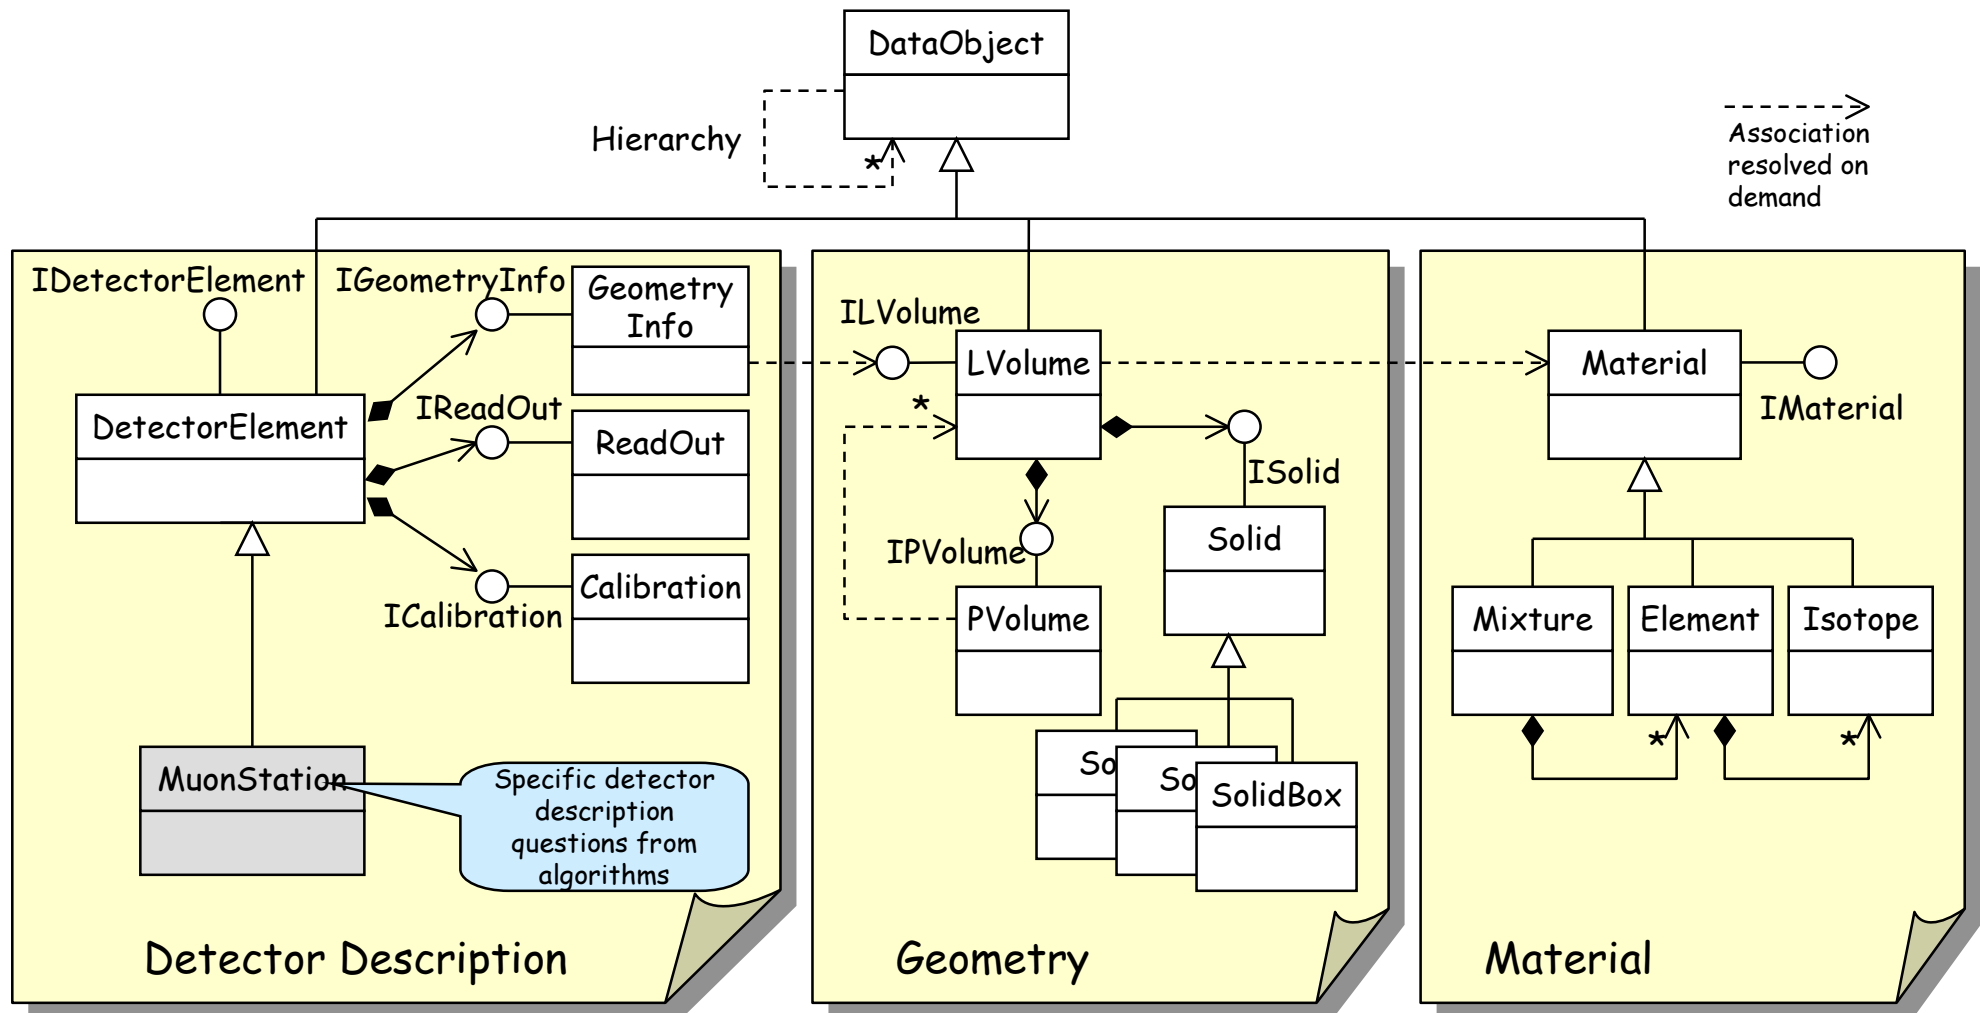 DataObject
Hierarchy
*
Association
resolved on
demand
IDetectorElement
IGeometryInfo
Geometry
Info
DetectorElement
IReadOut
ReadOut
ICalibration
Calibration
MuonStation
Specific detector
description
questions from
algorithms
Detector Description
ILVolume
LVolume
*
ISolid
IPVolume
Solid
PVolume
So
So
SolidBox
Geometry
Material
IMaterial
Mixture
Element
Isotope
*
*
Material